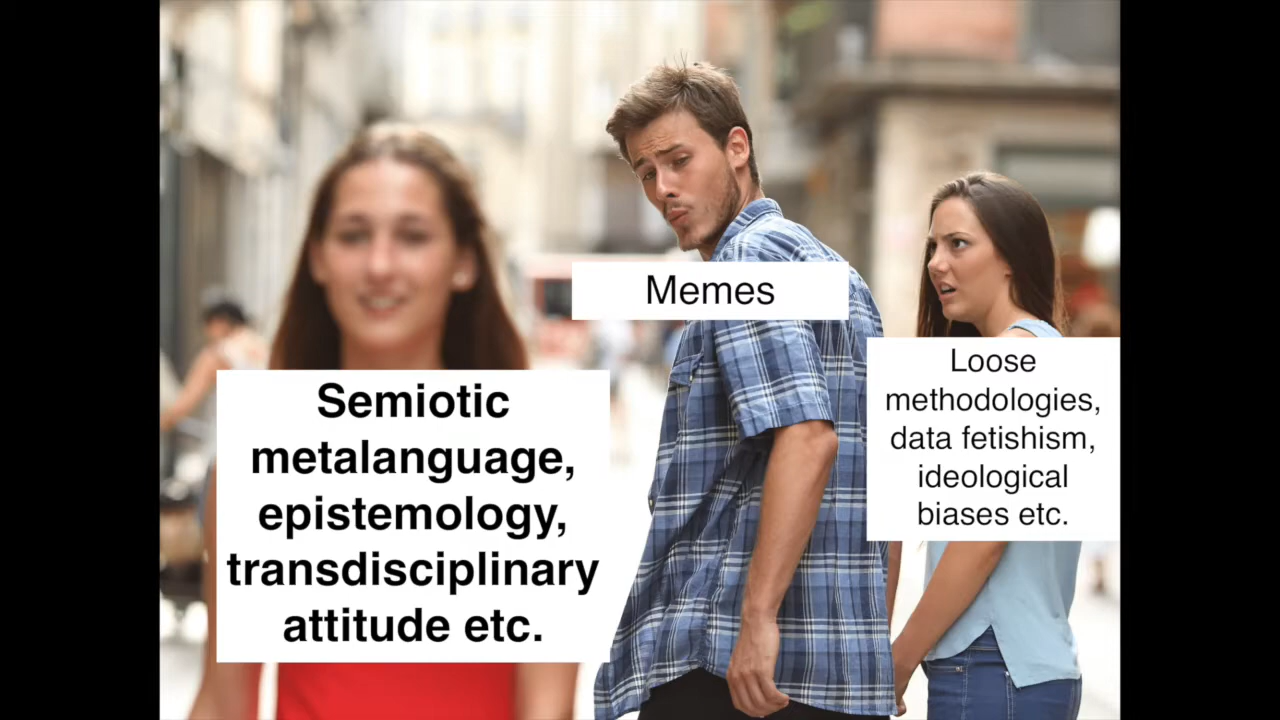 Memes
Semiotic
metalanguage,
epistemology,
transdisciplinary
attitude etc.
Loose
methodologies,
data fetishism,
ideological
biases etc.